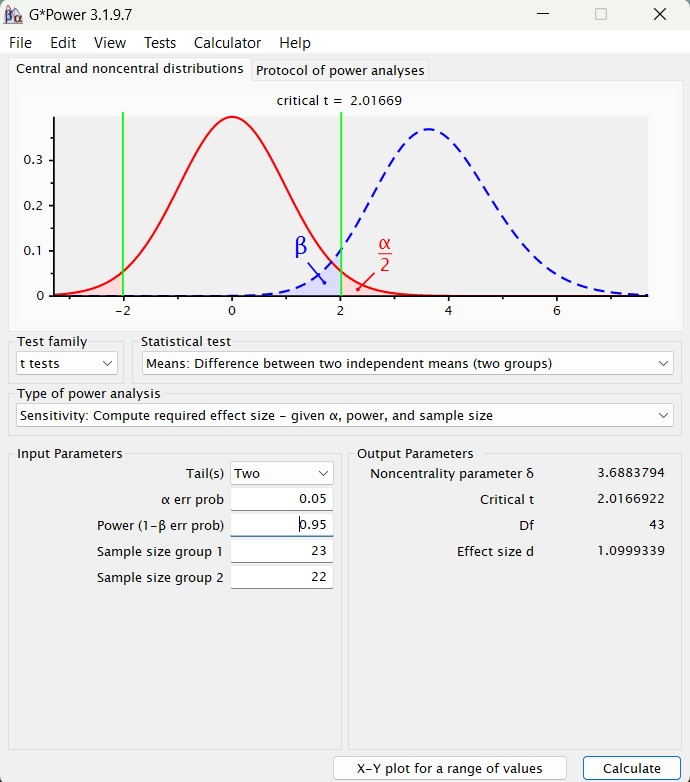 G*Power 3.1.9.7
File Edit View Tests Calculator Help
Central and noncentral distributions Protocol of power analyses
critical t = 2.01669
0.3
0.2
0.1
0
β
α
2
−2 0 2 4 6
Test family Statistical test
t tests Means: Difference between two independent means (two groups)
Type of power analysis
Sensitivity: Compute required effect size – given α, power, and sample size
Input Parameters
Tail(s) Two
α err prob 0.05
Power (1−β err prob) 0.95
Sample size group 1 23
Sample size group 2 22
Output Parameters
Noncentrality parameter δ 3.6883794
Critical t 2.0166922
Df 43
Effect size d 1.0999339
X-Y plot for a range of values Calculate